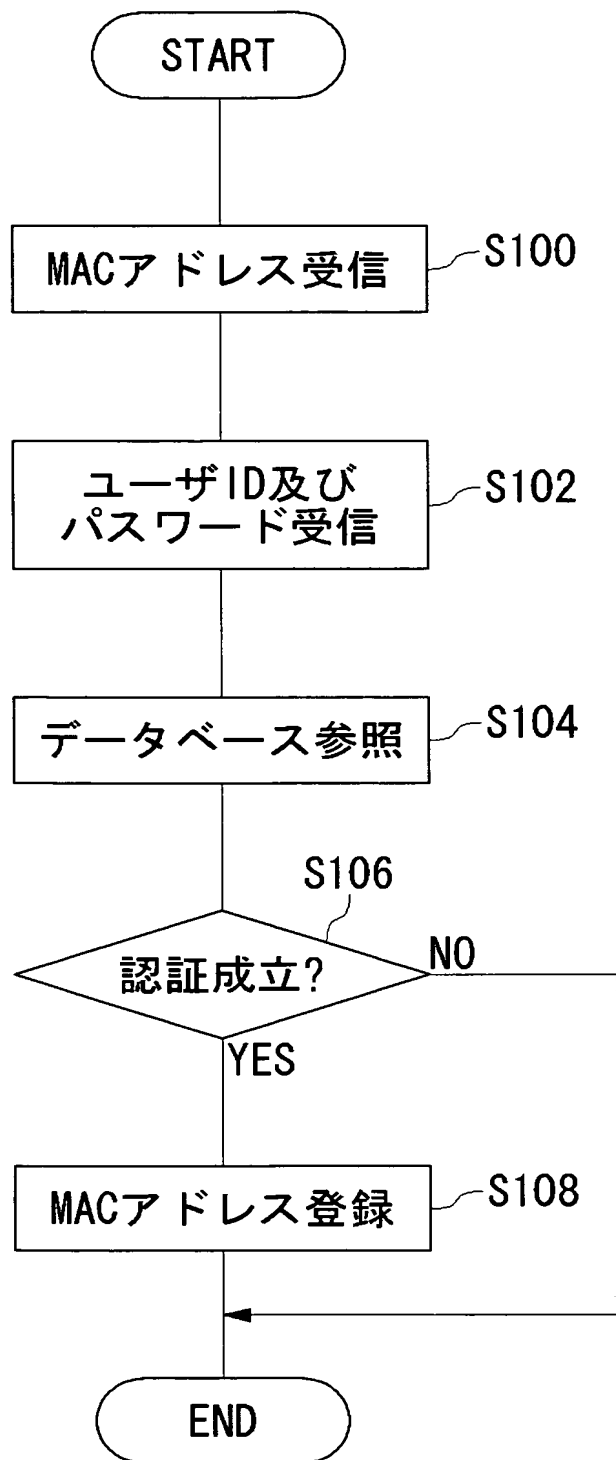 START
MACアドレス受信
S100
ユーザID及び
パスワード受信
S102
データベース参照
S104
S106
認証成立?
NO
YES
MACアドレス登録
S108
END